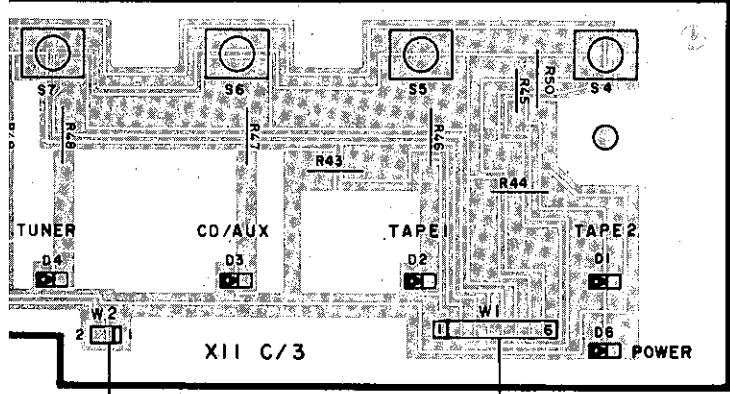 S7 S6 S5 S4
R48 R47 R46 R45 R50
R43
R44
TUNER CD/AUX TAPE1 TAPE2
D4 D3 D2 D1
W2 W1
2 1 1 6 D6
XII C/3 POWER